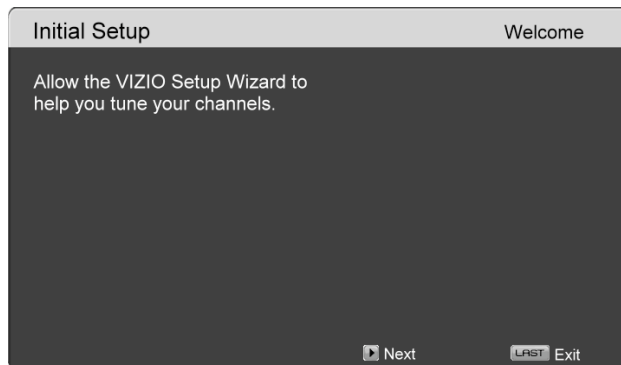 Initial Setup Welcome
Allow the VIZIO Setup Wizard to
help you tune your channels.
Next LAST Exit